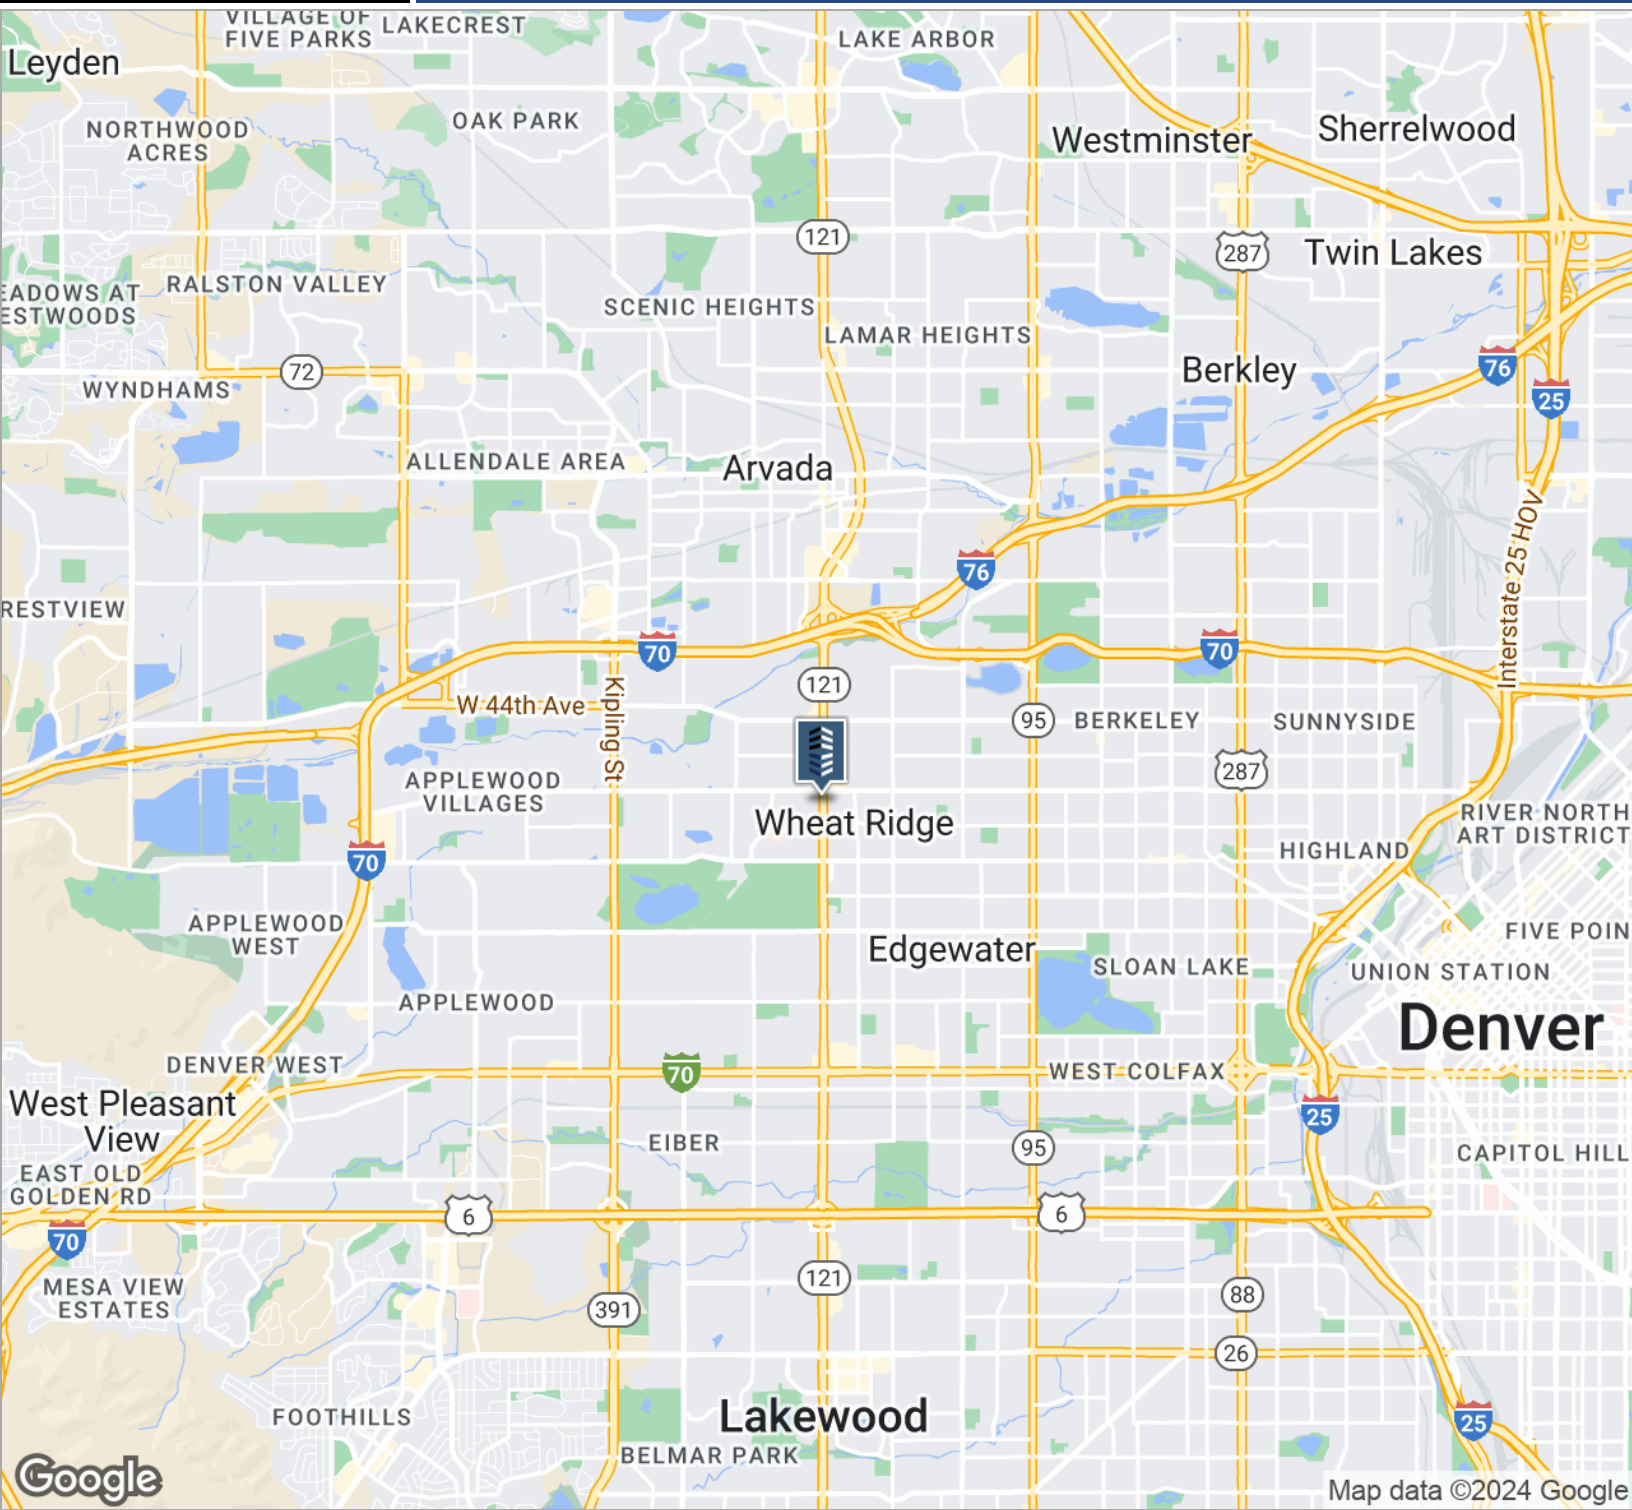 VILLAGE OF
FIVE PARKS
LAKECREST
LAKE ARBOR
Leyden
NORTHWOOD
ACRES
OAK PARK
Westminster
Sherrelwood
121
287
Twin Lakes
RALSTON VALLEY
EADOWS AT
ESTWOODS
SCENIC HEIGHTS
LAMAR HEIGHTS
72
WYNDHAMS
Berkley
76
25
ALLENDALE AREA
Arvada
Interstate 25 HOV
76
RESTVIEW
70
70
121
W 44th Ave
Kipling St
95
BERKELEY
SUNNYSIDE
287
APPLEWOOD
VILLAGES
Wheat Ridge
RIVER NORTH
ART DISTRICT
HIGHLAND
70
APPLEWOOD
WEST
FIVE POIN
Edgewater
SLOAN LAKE
UNION STATION
APPLEWOOD
Denver
DENVER WEST
70
WEST COLFAX
West Pleasant
View
25
EIBER
95
CAPITOL HILL
EAST OLD
GOLDEN RD
6
6
70
MESA VIEW
ESTATES
121
88
391
26
FOOTHILLS
Lakewood
25
BELMAR PARK
Google
Map data ©2024 Google